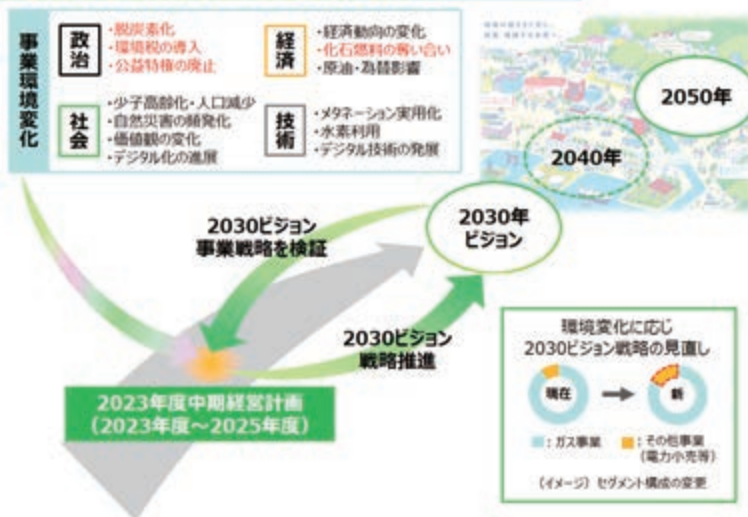 事業環境変化
政治
・脱炭素化
・環境税の導入
・公益特権の廃止
経済
・経済動向の変化
・化石燃料の奪い合い
・原油・為替影響
社会
・少子高齢化・人口減少
・自然災害の頻発化
・価値観の変化
・デジタル化の進展
技術
・メタネーション実用化
・水素利用
・デジタル技術の発展
2050年
2040年
2030年
ビジョン
2030ビジョン
事業戦略を検証
2030ビジョン
戦略推進
2023年度中期経営計画
（2023年度～2025年度）
環境変化に応じ
2030ビジョン戦略の見直し
現在
新
：ガス事業
：その他事業
（電力小売等）
（イメージ）セグメント構成の変更